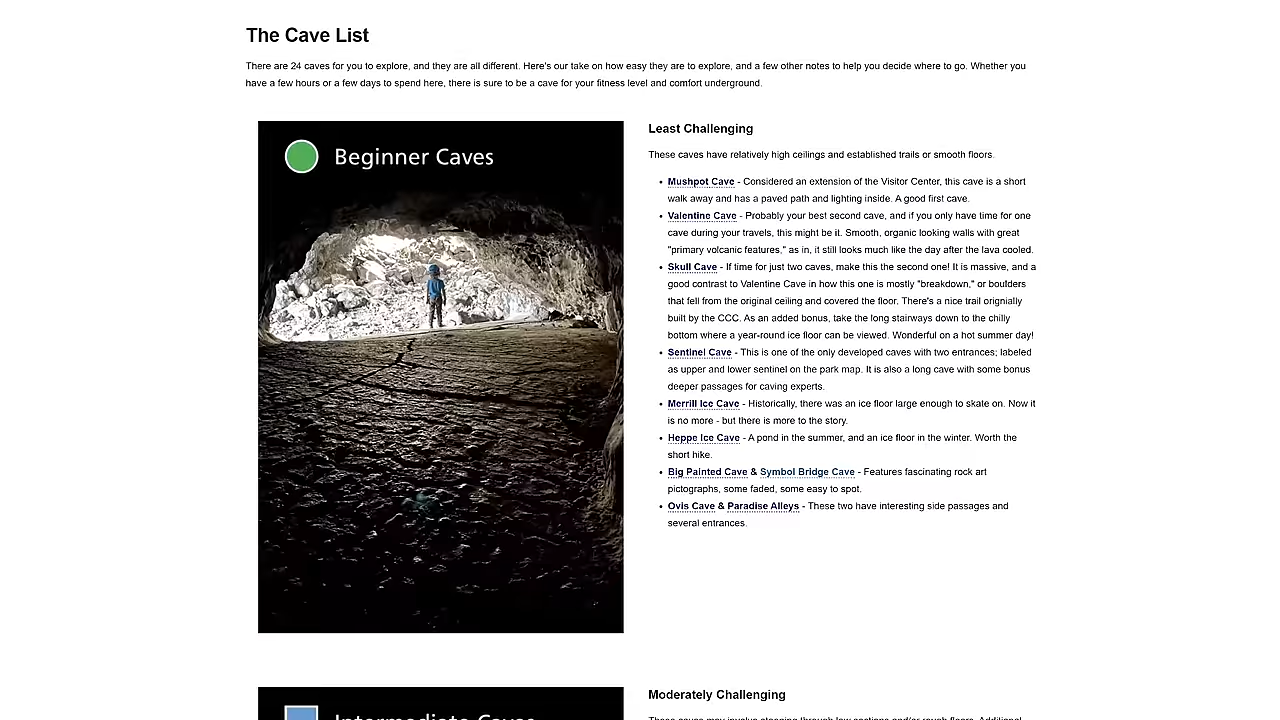 The Cave List
There are 24 caves for you to explore, and they are all different. Here's our take on how easy they are to explore, and a few other notes to help you decide where to go. Whether you
have a few hours or a few days to spend here, there is sure to be a cave for your fitness level and comfort underground.
Beginner Caves
Least Challenging
These caves have relatively high ceilings and established trails or smooth floors.
• Mushpot Cave - Considered an extension of the Visitor Center, this cave is a short
walk away and has a paved path and lighting inside. A good first cave.
• Valentine Cave - Probably your best second cave, and if you only have time for one
cave during your travels, this might be it. Smooth, organic looking walls with great
"primary volcanic features," as in, it still looks much like the day after the lava cooled.
• Skull Cave - If time for just two caves, make this the second one! It is massive, and a
good contrast to Valentine Cave in how this one is mostly "breakdown," or boulders
that fell from the original ceiling and covered the floor. There's a nice trail orignially
built by the CCC. As an added bonus, take the long stairways down to the chilly
bottom where a year-round ice floor can be viewed. Wonderful on a hot summer day!
• Sentinel Cave - This is one of the only developed caves with two entrances; labeled
as upper and lower sentinel on the park map. It is also a long cave with some bonus
deeper passages for caving experts.
• Merrill Ice Cave - Historically, there was an ice floor large enough to skate on. Now it
is no more - but there is more to the story.
• Heppe Ice Cave - A pond in the summer, and an ice floor in the winter. Worth the
short hike.
• Big Painted Cave & Symbol Bridge Cave - Features fascinating rock art
pictographs, some faded, some easy to spot.
• Ovis Cave & Paradise Alleys - These two have interesting side passages and
several entrances.
Intermediate Caves
Moderately Challenging
These caves may involve stooping through low sections and/or rough floors. Additional